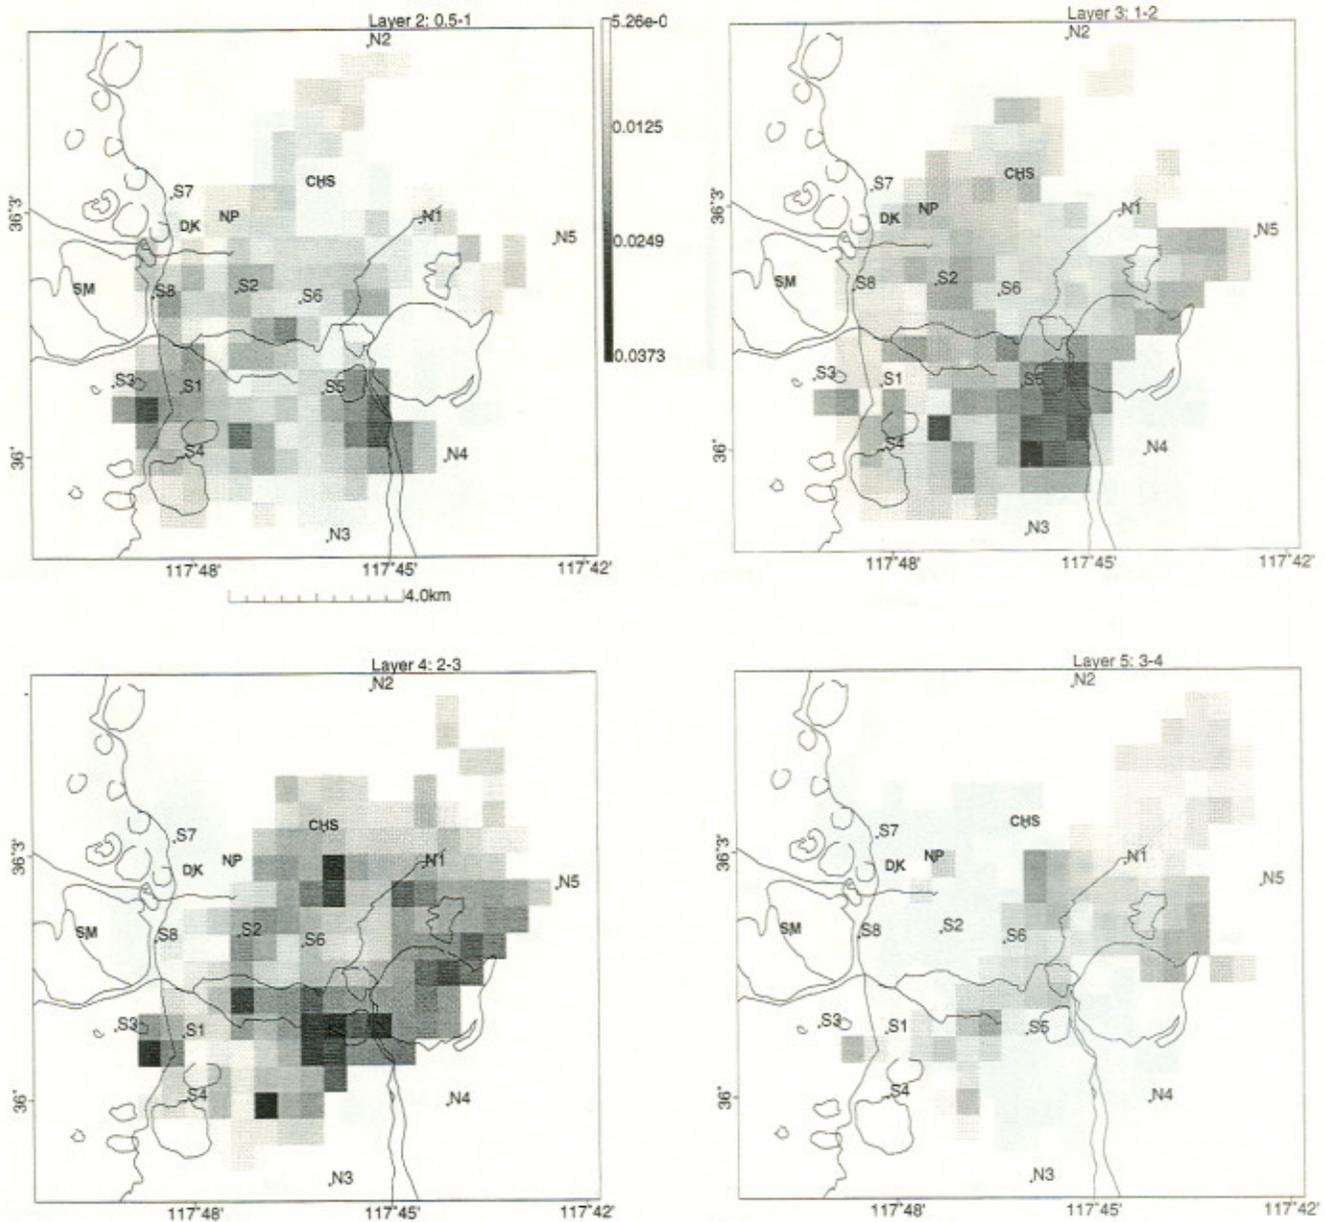 Layer 2: 0.5-1
N2
5.26e-0
0.0125
0.0249
0.0373
CHS
S7
NP
DK
N1
N5
36°3'
SM
S8
S2
S6
S3
S1
S5
S4
N4
36°
N3
117°48'
117°45'
117°42'
4.0km
Layer 3: 1-2
N2
CHS
S7
NP
DK
N1
N5
36°3'
SM
S8
S2
S6
S3
S1
S5
S4
N4
36°
N3
117°48'
117°45'
117°42'
Layer 4: 2-3
N2
CHS
S7
NP
DK
N1
N5
36°3'
SM
S8
S2
S6
S3
S1
S4
N4
36°
N3
117°48'
117°45'
117°42'
Layer 5: 3-4
N2
CHS
S7
NP
DK
N1
N5
36°3'
SM
S8
S2
S6
S3
S1
S5
S4
N4
36°
N3
117°48'
117°45'
117°42'